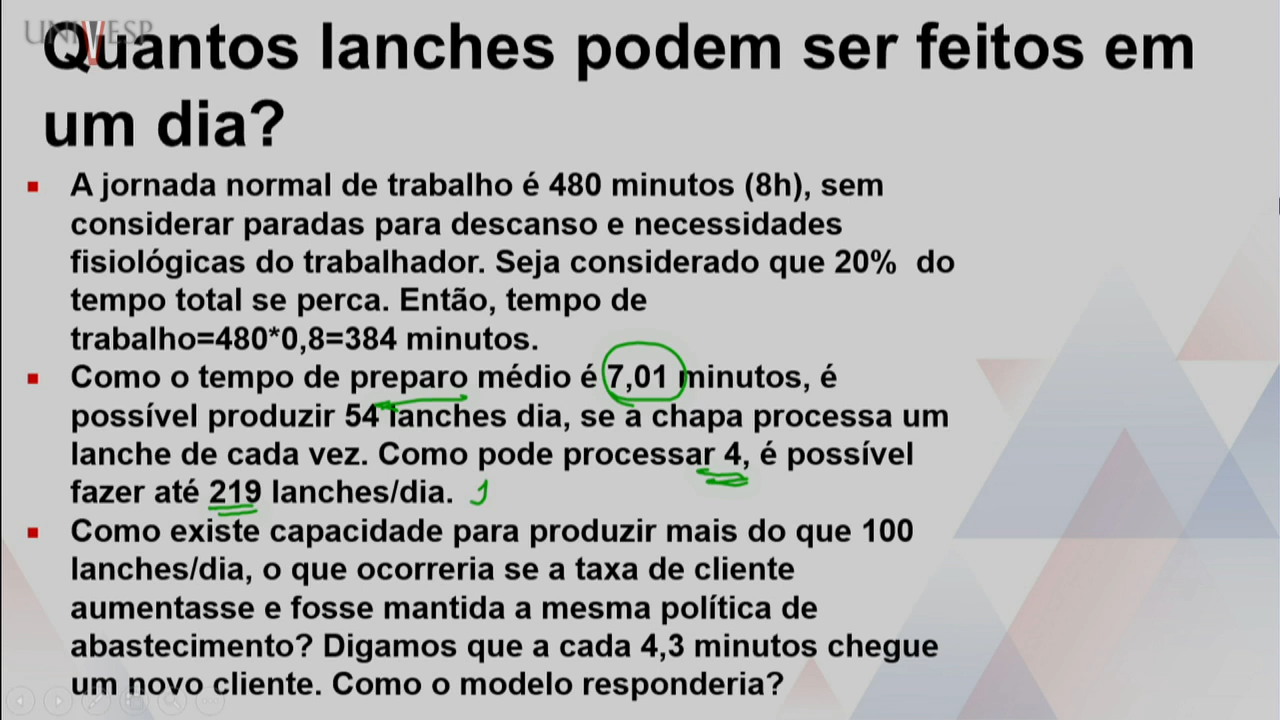 UNIVESP
Quantos lanches podem ser feitos em
um dia?
A jornada normal de trabalho é 480 minutos (8h), sem
considerar paradas para descanso e necessidades
fisiológicas do trabalhador. Seja considerado que 20% do
tempo total se perca. Então, tempo de
trabalho=480*0,8=384 minutos.
Como o tempo de preparo médio é 7,01 minutos, é
possível produzir 54 lanches dia, se a chapa processa um
lanche de cada vez. Como pode processar 4, é possível
fazer até 219 lanches/dia.
Como existe capacidade para produzir mais do que 100
lanches/dia, o que ocorreria se a taxa de cliente
aumentasse e fosse mantida a mesma política de
abastecimento? Digamos que a cada 4,3 minutos chegue
um novo cliente. Como o modelo responderia?